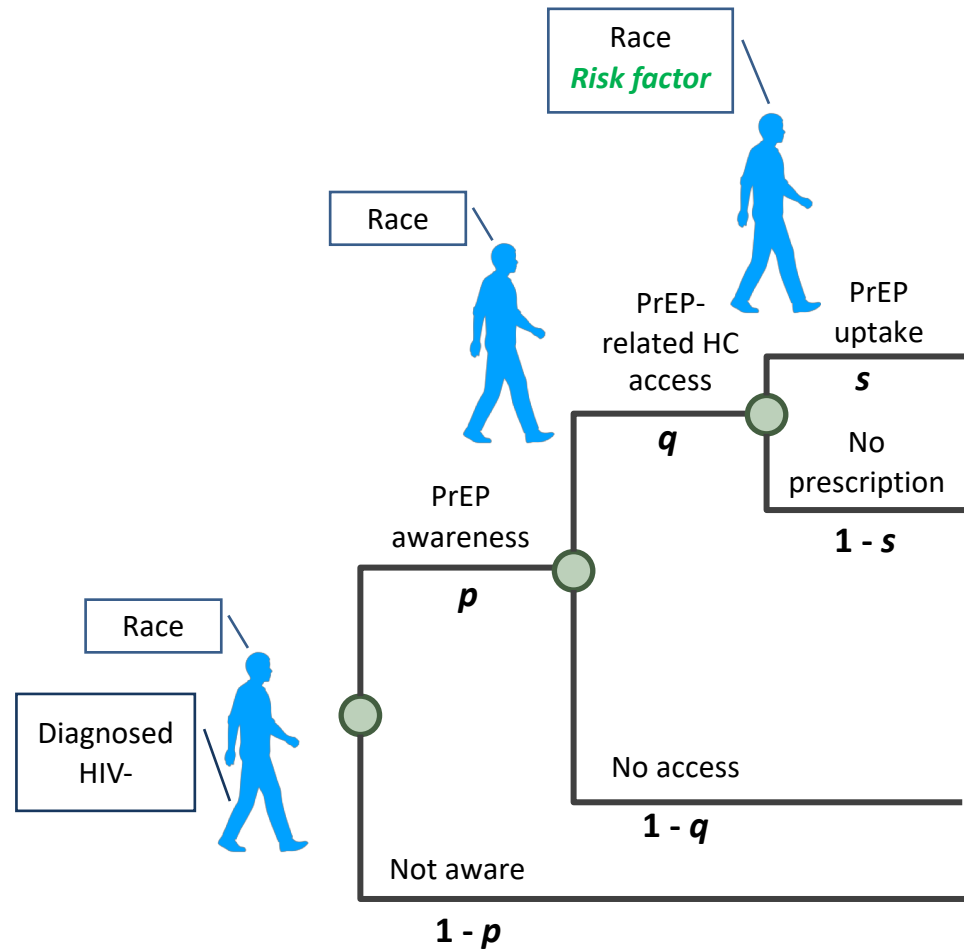 Race
Risk factor
Race
PrEP-
related HC
access
q
PrEP
uptake
s
No
prescription
1 - s
PrEP
awareness
p
Race
Diagnosed
HIV-
No access
1 - q
Not aware
1 - p